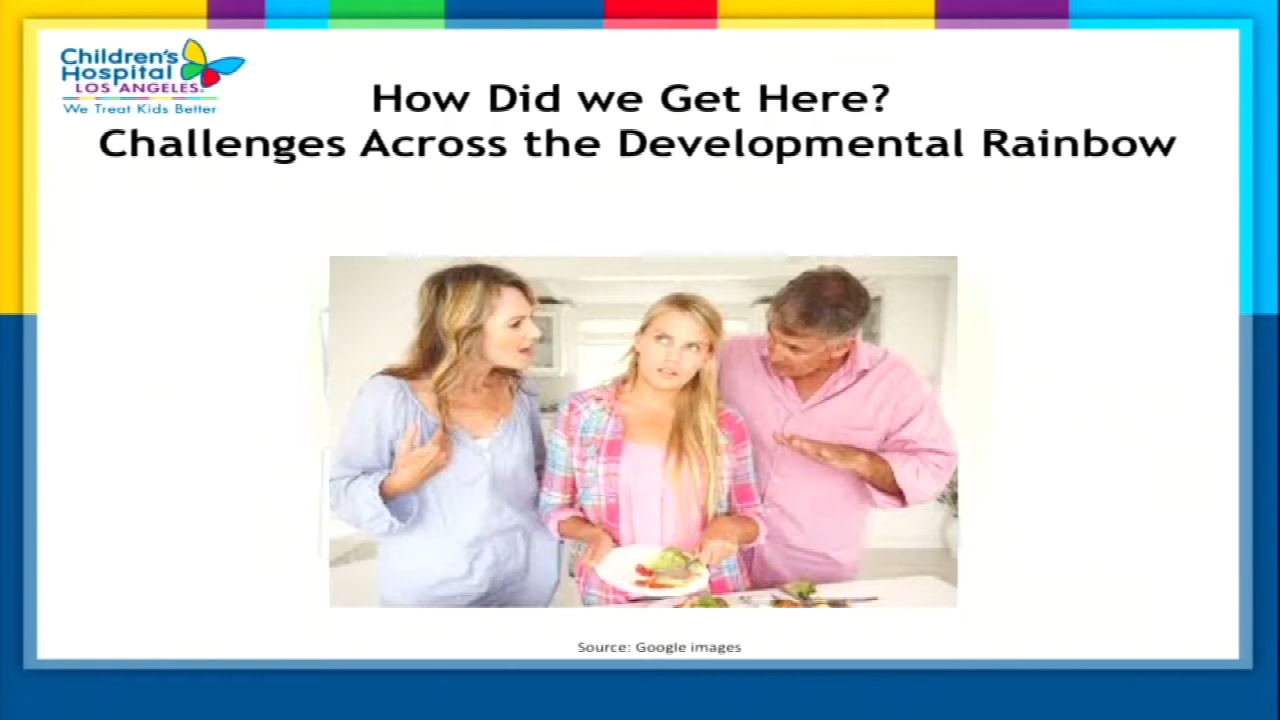 Children's
Hospital
LOS ANGELES.
We Treat Kids Better
How Did we Get Here?
Challenges Across the Developmental Rainbow
Source: Google images